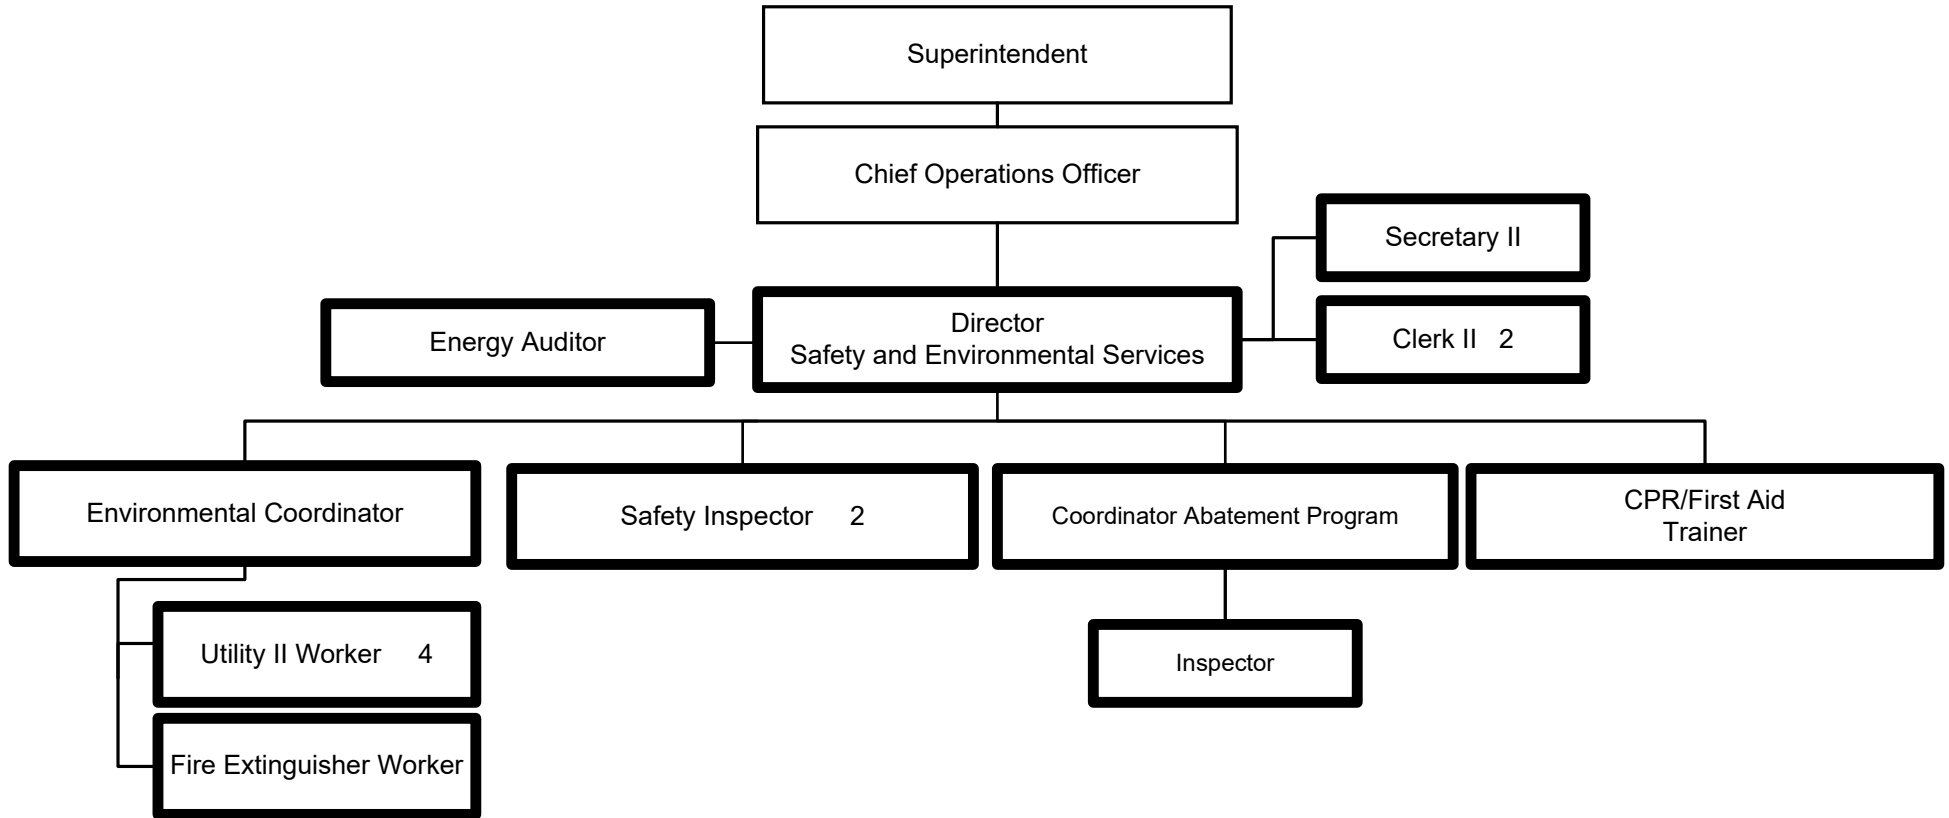 Superintendent
Chief Operations Officer
Secretary II
Energy Auditor
Director
Safety and Environmental Services
Clerk II 2
Environmental Coordinator
Safety Inspector 2
Coordinator Abatement Program
CPR/First Aid
Trainer
Utility II Worker 4
Inspector
Fire Extinguisher Worker